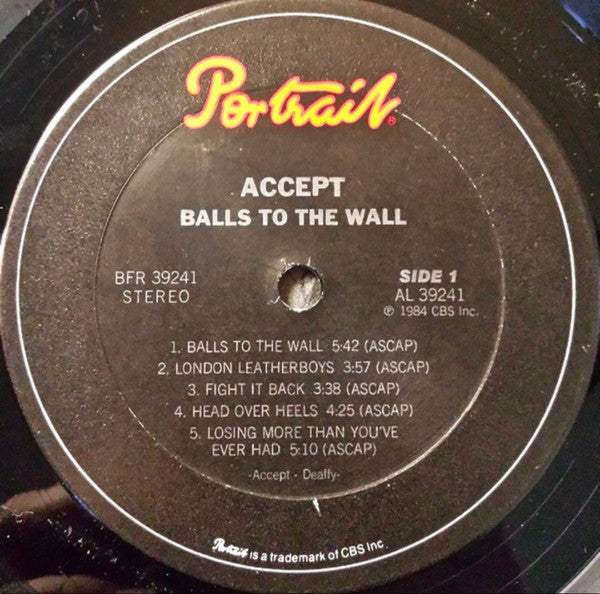 Portrait®
ACCEPT
BALLS TO THE WALL
BFR 39241
STEREO
SIDE 1
AL 39241
℗ 1984 CBS Inc.
1. BALLS TO THE WALL 5:42 (ASCAP)
2. LONDON LEATHERBOYS 3:57 (ASCAP)
3. FIGHT IT BACK 3:38 (ASCAP)
4. HEAD OVER HEELS 4:25 (ASCAP)
5. LOSING MORE THAN YOU'VE
EVER HAD 5:10 (ASCAP)
-Accept - Deaffy-
Portrait is a trademark of CBS Inc.